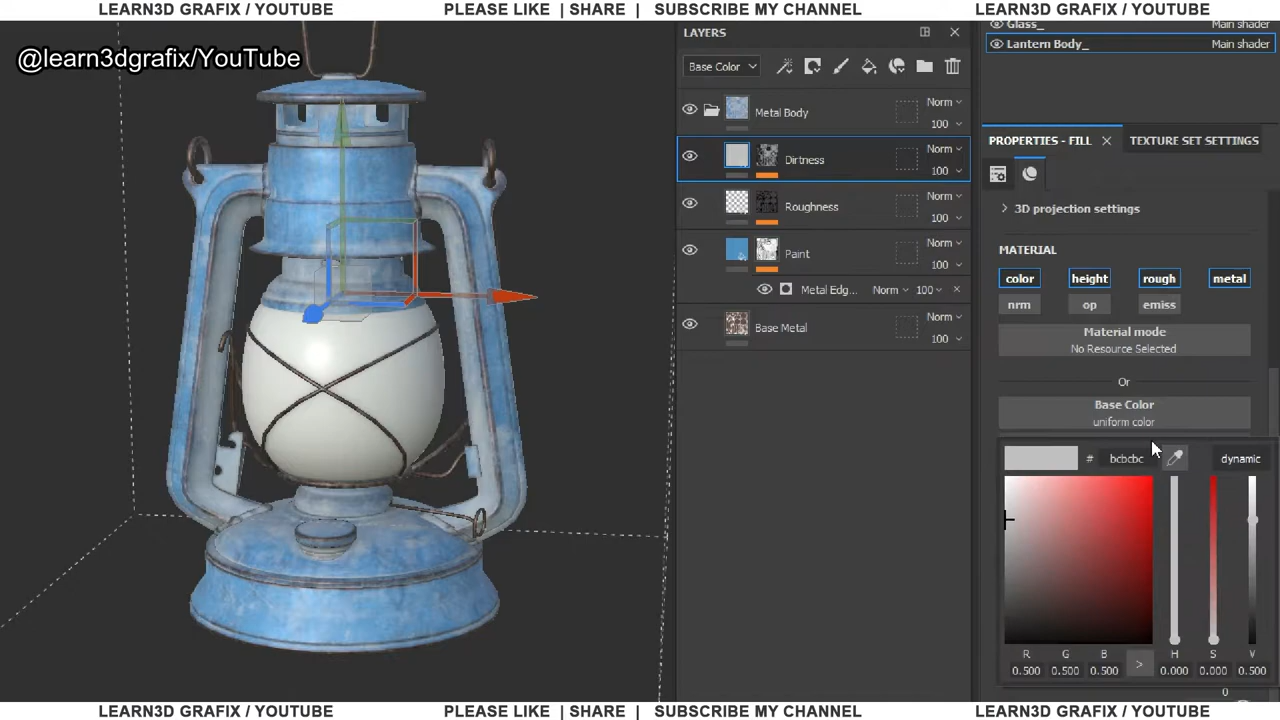 LEARN3D GRAFIX / YOUTUBE PLEASE LIKE | SHARE | SUBSCRIBE MY CHANNEL LEARN3D GRAFIX / YOUTUBE
@learn3dgrafix/YouTube
LAYERS
Base Color
Metal Body Norm
100
Dirtness Norm
100
Roughness Norm
100
Paint Norm
100
Metal Edg... Norm 100
Base Metal Norm
100
Glass_ Main shader
Lantern Body_ Main shader
PROPERTIES - FILL TEXTURE SET SETTINGS
3D projection settings
MATERIAL
color height rough metal
nrm op emiss
Material mode
No Resource Selected
Or
Base Color
uniform color
# bcbcbc dynamic
R G B > H S V
0.500 0.500 0.500 0.000 0.000 0.500
0
LEARN3D GRAFIX / YOUTUBE PLEASE LIKE | SHARE | SUBSCRIBE MY CHANNEL LEARN3D GRAFIX / YOUTUBE